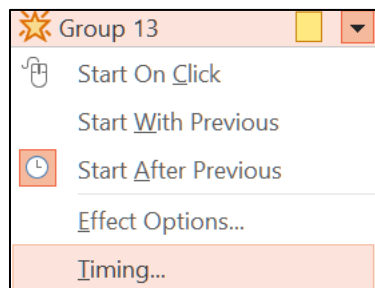 Group 13
Start On Click
Start With Previous
Start After Previous
Effect Options...
Timing...